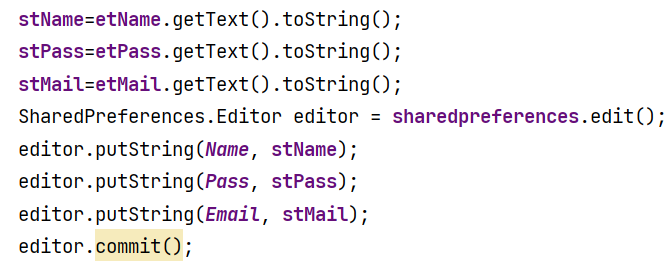 stName=etName.getText().toString();
stPass=etPass.getText().toString();
stMail=etMail.getText().toString();
SharedPreferences.Editor editor = sharedpreferences.edit();
editor.putString(Name, stName);
editor.putString(Pass, stPass);
editor.putString(Email, stMail);
editor.commit();